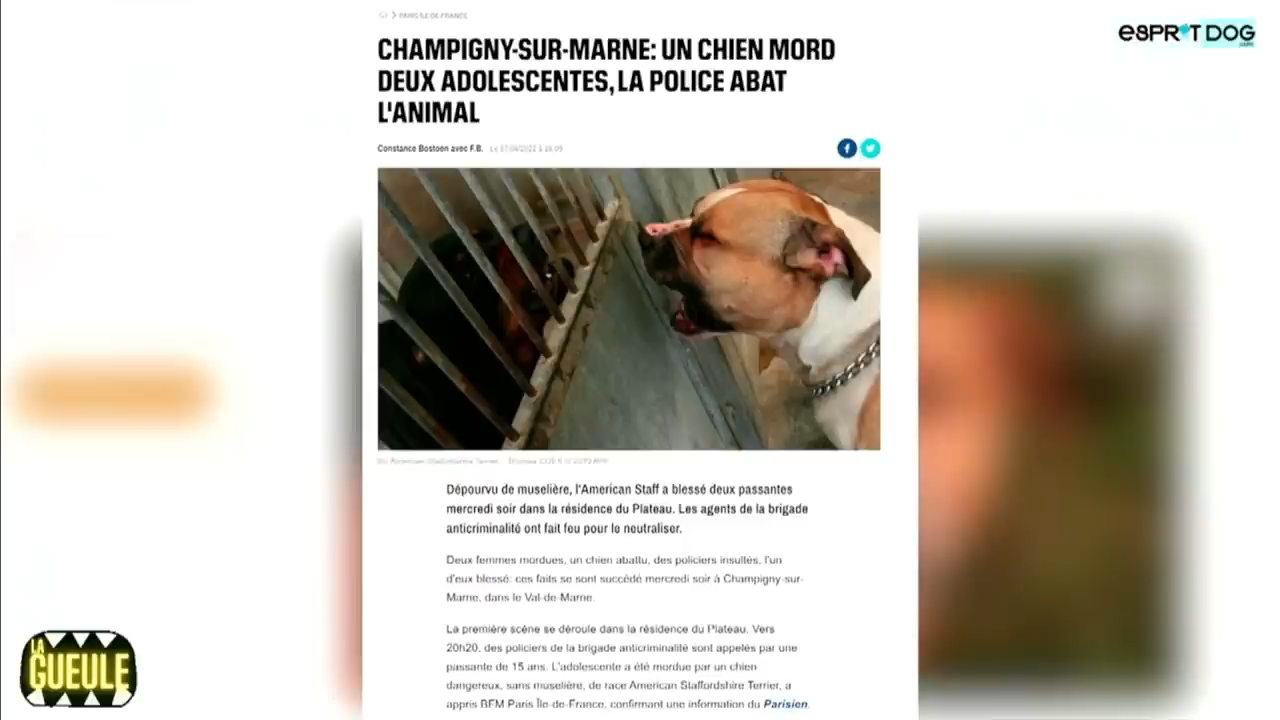 PARIS ÎLE-DE-FRANCE
ESPRIT DOG
.com
CHAMPIGNY-SUR-MARNE: UN CHIEN MORD
DEUX ADOLESCENTES, LA POLICE ABAT
L'ANIMAL
Constance Bostoen avec F.B. Le
Dépourvu de muselière, l'American Staff a blessé deux passantes
mercredi soir dans la résidence du Plateau. Les agents de la brigade
anticriminalité ont fait feu pour le neutraliser.
Deux femmes mordues, un chien abattu, des policiers insultés, l'un
d'eux blessé: ces faits se sont succédé mercredi soir à Champigny-sur-
Marne, dans le Val-de-Marne.
La première scène se déroule dans la résidence du Plateau. Vers
20h20, des policiers de la brigade anticriminalité sont appelés par une
passante de 15 ans. L'adolescente a été mordue par un chien
dangereux, sans muselière, de race American Staffordshire Terrier, a
appris BFM Paris Île-de-France, confirmant une information du Parisien.
LA
GUEULE